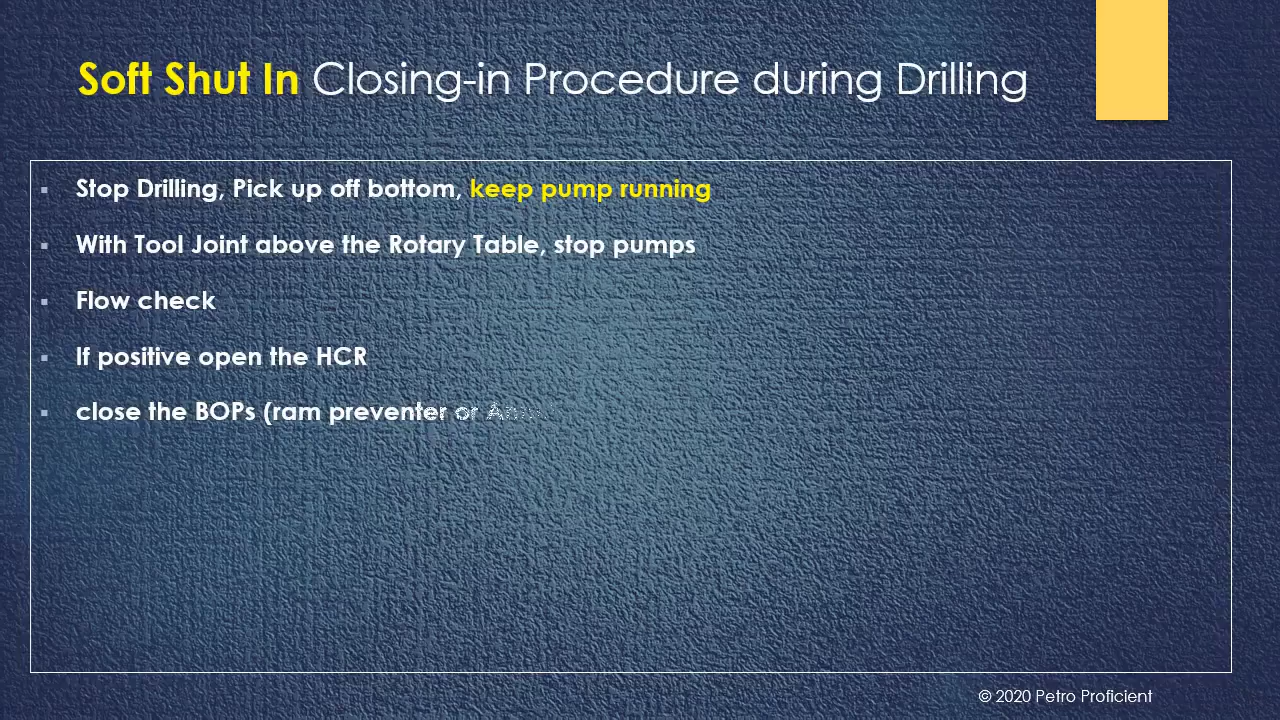 Soft Shut In Closing-in Procedure during Drilling
Stop Drilling, Pick up off bottom, keep pump running
With Tool Joint above the Rotary Table, stop pumps
Flow check
If positive open the HCR
close the BOPs (ram preventer or
© 2020 Petro Proficient